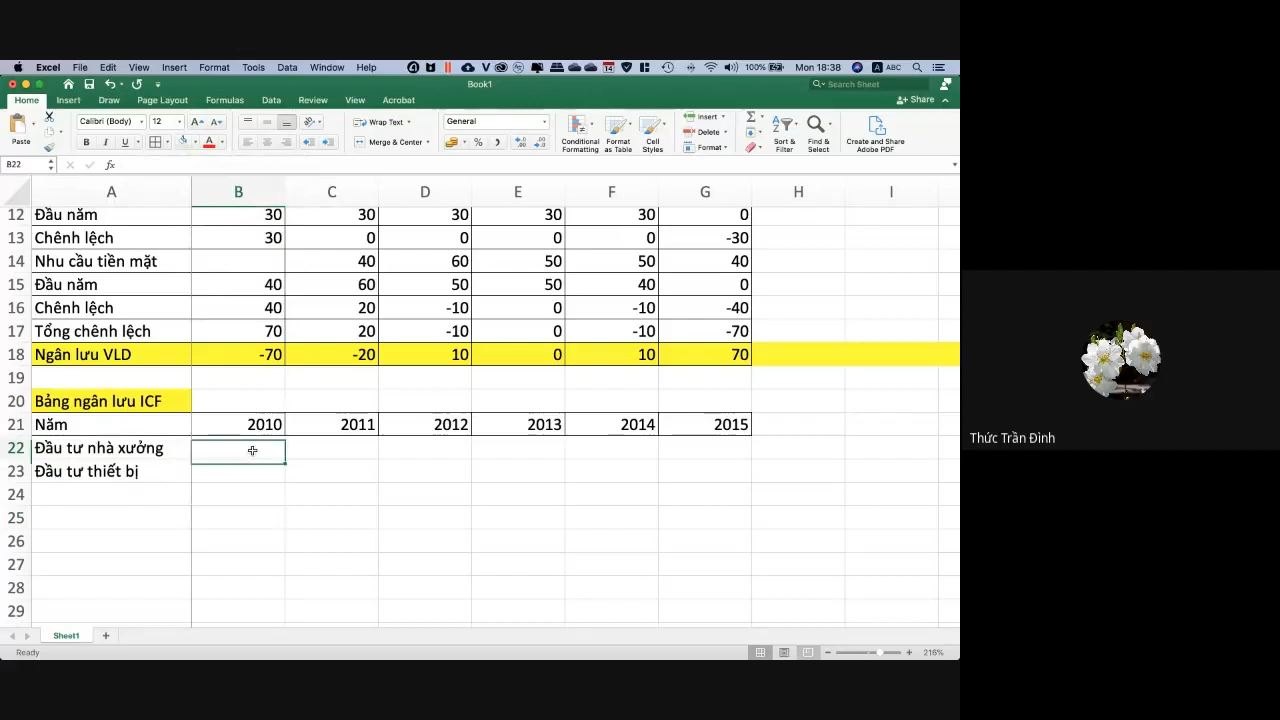 Excel File Edit View Insert Format Tools Data Window Help 14 100% Mon 18:38 A ABC
Book1 Search Sheet
Home Insert Draw Page Layout Formulas Data Review View Acrobat Share
Paste Calibri (Body) 12 Wrap Text General Conditional Formatting Format as Table Cell Styles Insert Sort & Filter Find & Select Create and Share Adobe PDF
B I U A Merge & Center % Delete
Format
B22 fx
A B C D E F G H I
12 Đầu năm 30 30 30 30 30 0
13 Chênh lệch 30 0 0 0 0 -30
14 Nhu cầu tiền mặt 40 60 50 50 40
15 Đầu năm 40 60 50 50 40 0
16 Chênh lệch 40 20 -10 0 -10 -40
17 Tổng chênh lệch 70 20 -10 0 -10 -70
18 Ngân lưu VLD -70 -20 10 0 10 70
19
20 Bảng ngân lưu ICF
21 Năm 2010 2011 2012 2013 2014 2015
22 Đầu tư nhà xưởng
23 Đầu tư thiết bị
24
25
26
27
28
29
Sheet1 +
Ready 216%
Thức Trần Đình